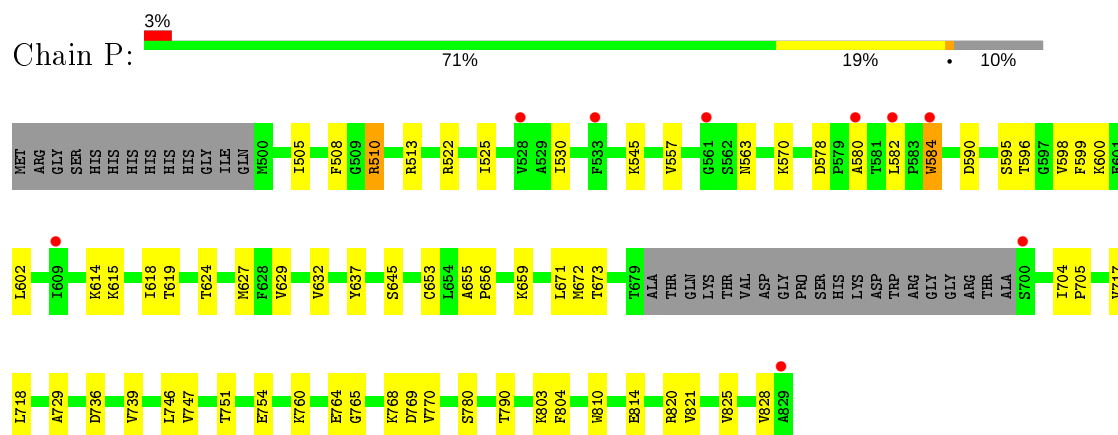 3%
Chain P:
71% 19% • 10%
MET ARG GLY SER HIS HIS HIS HIS HIS HIS GLY ILE GLN M500 I505 F508 G509 R510 R513 R522 I525 V528 A529 I530 F533 K545 V557 G561 S562 N563 K570 D578 P579 A580 T581 L582 P583 W584 D590 S595 T596 G597 V598 F599 K600
L602 I609 K614 K615 I618 T619 T624 M627 F628 V629 V632 Y637 S645 C653 L654 A655 P656 K659 L671 M672 T673 T679 ALA THR GLN LYS THR VAL ASP GLY PRO SER HIS LYS ASP TRP ARG GLY GLY ARG THR ALA S700 I704 P705 V717
L718 A729 D736 V739 L746 V747 T751 E754 K760 E764 G765 K768 D769 V770 S780 T790 K803 F804 W810 E814 R820 V821 V825 V828 A829